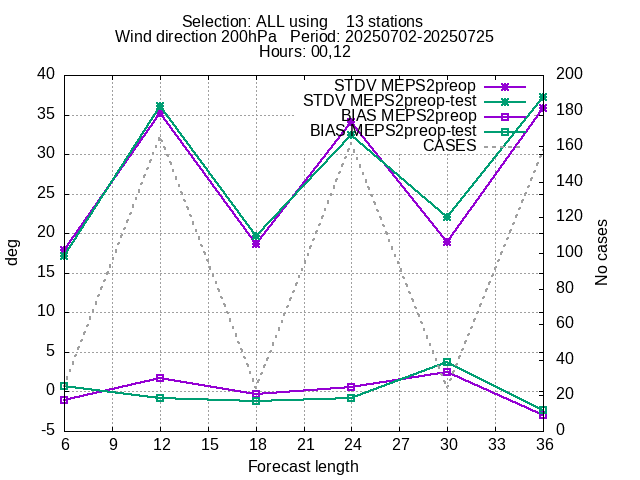 Selection: ALL using    13 stations
Wind direction 200hPa   Period: 20250702-20250725
Hours: 00,12
STDV MEPS2preop
STDV MEPS2preop-test
BIAS MEPS2preop
BIAS MEPS2preop-test
CASES
40
35
30
25
20
15
10
5
0
-5
deg
200
180
160
140
120
100
80
60
40
20
0
No cases
6 9 12 15 18 21 24 27 30 33 36
Forecast length